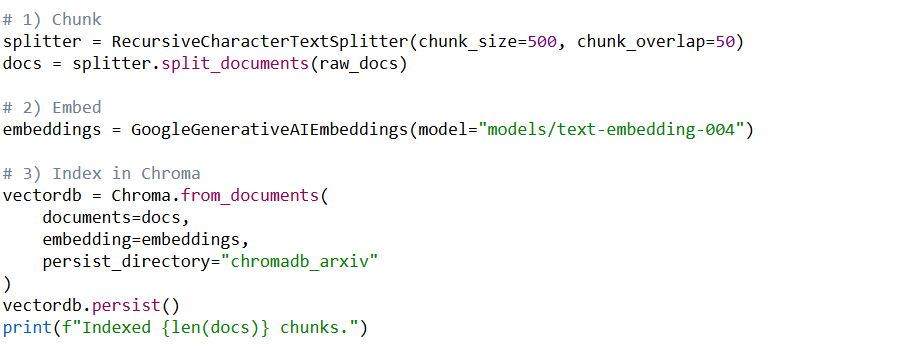 # 1) Chunk
splitter = RecursiveCharacterTextSplitter(chunk_size=500, chunk_overlap=50)
docs = splitter.split_documents(raw_docs)

# 2) Embed
embeddings = GoogleGenerativeAIEmbeddings(model="models/text-embedding-004")

# 3) Index in Chroma
vectordb = Chroma.from_documents(
    documents=docs,
    embedding=embeddings,
    persist_directory="chromadb_arxiv"
)
vectordb.persist()
print(f"Indexed {len(docs)} chunks.")